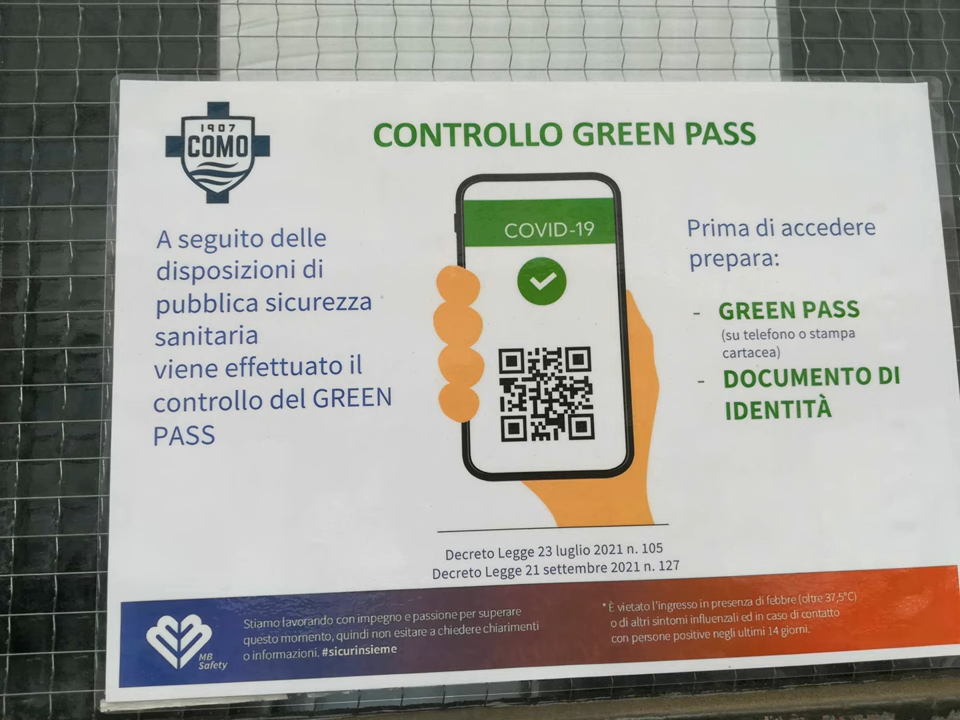 1907
COMO
CONTROLLO GREEN PASS
A seguito delle
disposizioni di
pubblica sicurezza
sanitaria
viene effettuato il
controllo del GREEN
PASS
COVID-19
Prima di accedere
prepara:
- GREEN PASS
(su telefono o stampa
cartacea)
- DOCUMENTO DI
IDENTITÀ
Decreto Legge 23 luglio 2021 n. 105
Decreto Legge 21 settembre 2021 n. 127
MB
Safety
Stiamo lavorando con impegno e passione per superare
questo momento, quindi non esitare a chiedere chiarimenti
o informazioni. #sicurinsieme
* È vietato l'ingresso in presenza di febbre (oltre 37,5°C)
o di altri sintomi influenzali ed in caso di contatto
con persone positive negli ultimi 14 giorni.